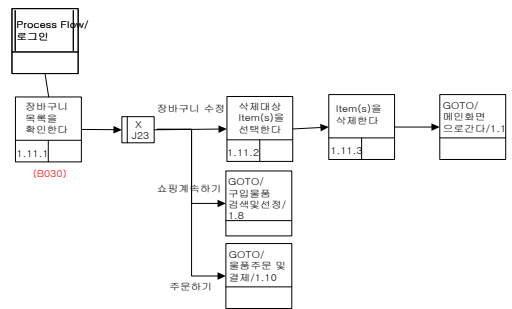 Process Flow/
로그인
장바구니
목록을
확인한다
1.11.1
(B030)
X
J23
장바구니 수정
삭제대상
Item(s)을
선택한다
1.11.2
Item(s)을
삭제한다
1.11.3
GOTO/
메인화면
으로간다/1.1
쇼핑계속하기
GOTO/
구입물품
검색및선정/
1.8
주문하기
GOTO/
물품주문 및
결제/1.10